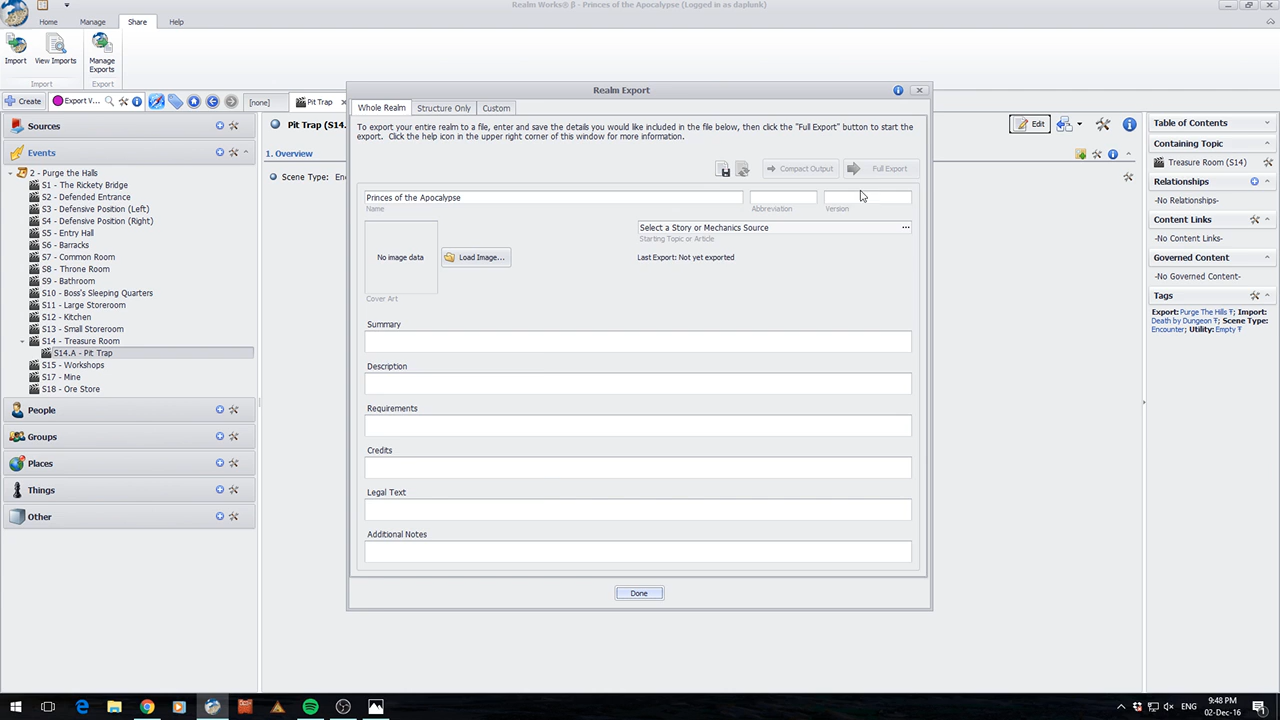 Realm Works® β - Princes of the Apocalypse (Logged in as daplunk)
Home Manage Share Help
Import View Imports Manage Exports
Import Export
Create Export V... [none] Pit Trap
Sources
Events
2 - Purge the Halls
S1 - The Rickety Bridge
S2 - Defended Entrance
S3 - Defensive Position (Left)
S4 - Defensive Position (Right)
S5 - Entry Hall
S6 - Barracks
S7 - Common Room
S8 - Throne Room
S9 - Bathroom
S10 - Boss's Sleeping Quarters
S11 - Large Storeroom
S12 - Kitchen
S13 - Small Storeroom
S14 - Treasure Room
S14.A - Pit Trap
S15 - Workshops
S17 - Mine
S18 - Ore Store
People
Groups
Places
Things
Other
Pit Trap (S14.
1. Overview
Scene Type: En
Realm Export
Whole Realm Structure Only Custom
To export your entire realm to a file, enter and save the details you would like included in the file below, then click the "Full Export" button to start the
export. Click the help icon in the upper right corner of this window for more information.
Compact Output Full Export
Princes of the Apocalypse
Name Abbreviation Version
Select a Story or Mechanics Source ...
Starting Topic or Article
No image data Load Image... Last Export: Not yet exported
Cover Art
Summary
Description
Requirements
Credits
Legal Text
Additional Notes
Done
Edit
Table of Contents
Containing Topic
Treasure Room (S14)
Relationships
-No Relationships-
Content Links
-No Content Links-
Governed Content
-No Governed Content-
Tags
Export: Purge The Hills Ŧ; Import:
Death by Dungeon Ŧ; Scene Type:
Encounter; Utility: Empty Ŧ
ENG 9:48 PM
02-Dec-16